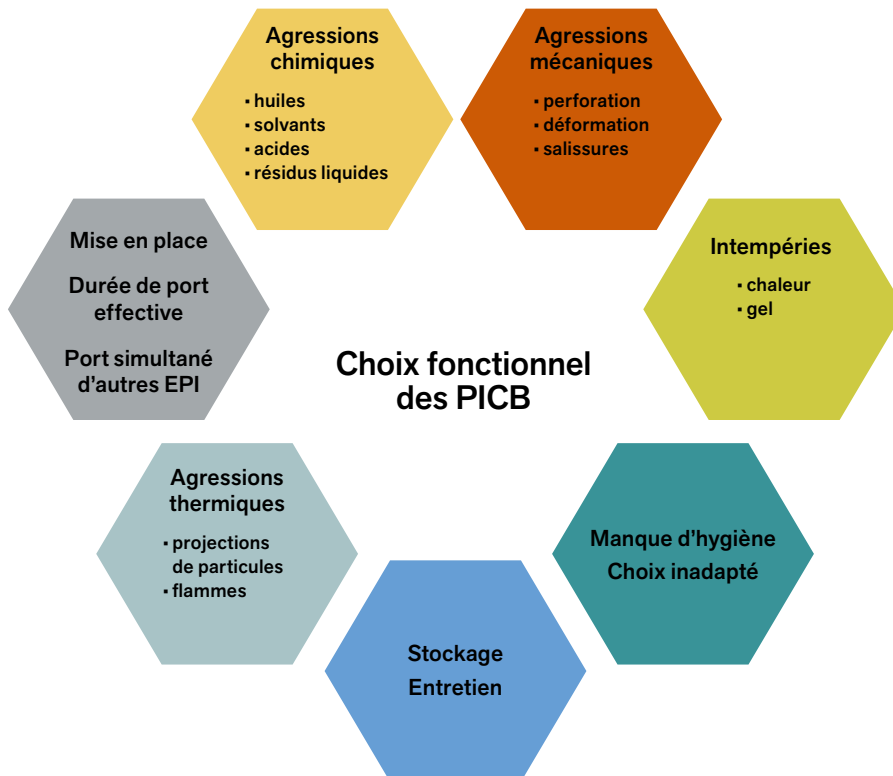 Agressions
chimiques
▪ huiles
▪ solvants
▪ acides
▪ résidus liquides
Agressions
mécaniques
▪ perforation
▪ déformation
▪ salissures
Mise en place
Durée de port
effective
Port simultané
d'autres EPI
Intempéries
▪ chaleur
▪ gel
Choix fonctionnel
des PICB
Agressions
thermiques
▪ projections
de particules
▪ flammes
Manque d'hygiène
Choix inadapté
Stockage
Entretien